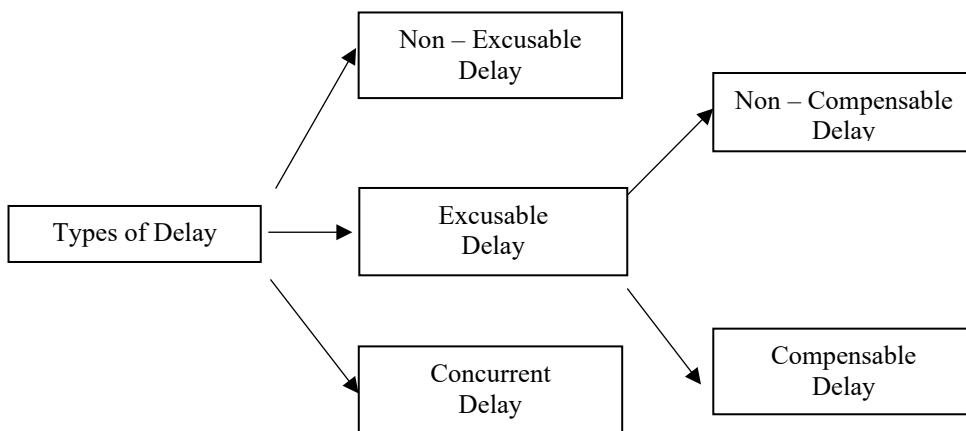 Non – Excusable
Delay
Non – Compensable
Delay
Types of Delay
Excusable
Delay
Concurrent
Delay
Compensable
Delay